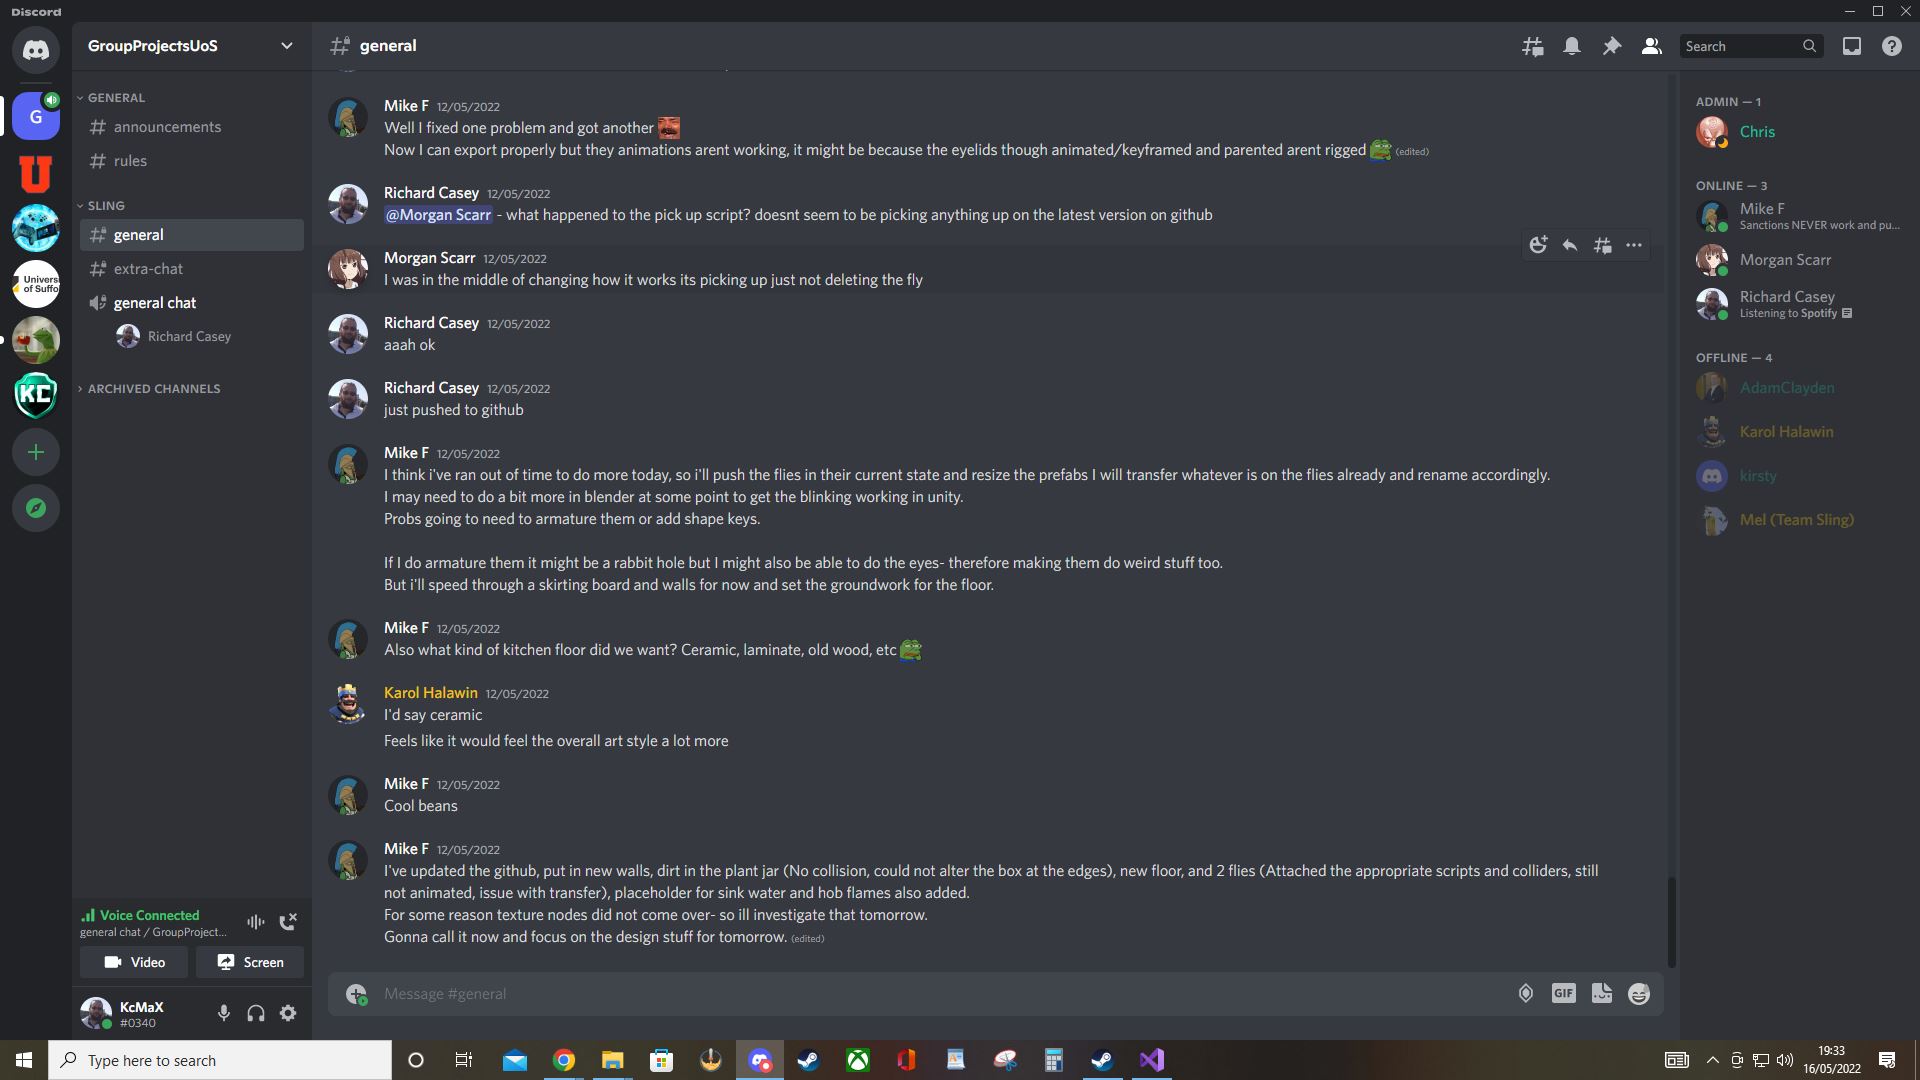 Discord
GroupProjectsUoS
general
Search
GENERAL
announcements
rules
SLING
general
extra-chat
general chat
Richard Casey
ARCHIVED CHANNELS
G
Univers
of Suffo
KC
Mike F 12/05/2022
Well I fixed one problem and got another
Now I can export properly but they animations arent working, it might be because the eyelids though animated/keyframed and parented arent rigged (edited)
Richard Casey 12/05/2022
@Morgan Scarr - what happened to the pick up script? doesnt seem to be picking anything up on the latest version on github
Morgan Scarr 12/05/2022
I was in the middle of changing how it works its picking up just not deleting the fly
Richard Casey 12/05/2022
aaah ok
Richard Casey 12/05/2022
just pushed to github
Mike F 12/05/2022
I think i've ran out of time to do more today, so i'll push the flies in their current state and resize the prefabs I will transfer whatever is on the flies already and rename accordingly.
I may need to do a bit more in blender at some point to get the blinking working in unity.
Probs going to need to armature them or add shape keys.
If I do armature them it might be a rabbit hole but I might also be able to do the eyes- therefore making them do weird stuff too.
But i'll speed through a skirting board and walls for now and set the groundwork for the floor.
Mike F 12/05/2022
Also what kind of kitchen floor did we want? Ceramic, laminate, old wood, etc
Karol Halawin 12/05/2022
I'd say ceramic
Feels like it would feel the overall art style a lot more
Mike F 12/05/2022
Cool beans
Mike F 12/05/2022
I've updated the github, put in new walls, dirt in the plant jar (No collision, could not alter the box at the edges), new floor, and 2 flies (Attached the appropriate scripts and colliders, still
not animated, issue with transfer), placeholder for sink water and hob flames also added.
For some reason texture nodes did not come over- so ill investigate that tomorrow.
Gonna call it now and focus on the design stuff for tomorrow. (edited)
Message #general
GIF
ADMIN — 1
Chris
ONLINE — 3
Mike F
Sanctions NEVER work and pu...
Morgan Scarr
Richard Casey
Listening to Spotify
OFFLINE — 4
AdamClayden
Karol Halawin
kirsty
Mel (Team Sling)
Voice Connected
general chat / GroupProject...
Video
Screen
KcMaX
#0340
Type here to search
19:33
16/05/2022